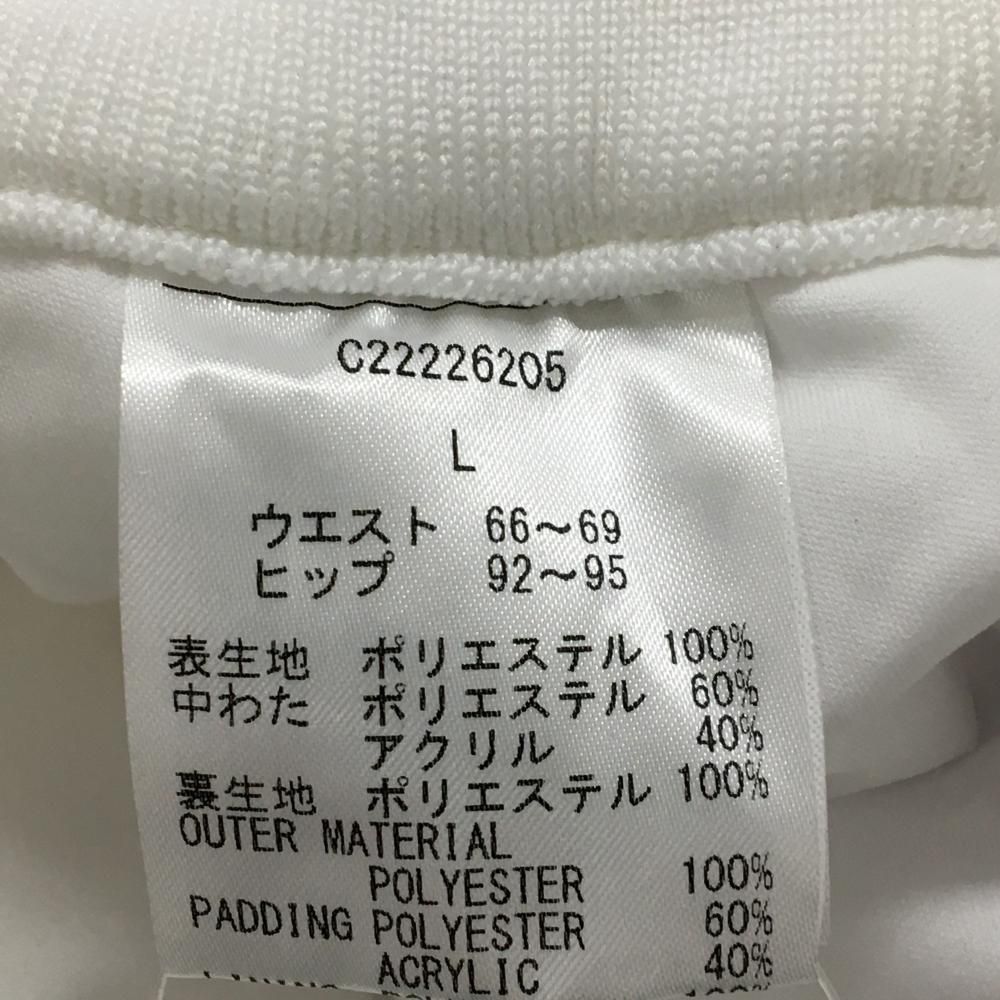 C22226205
L
ウエスト 66～69
ヒップ 92～95
表生地 ポリエステル 100%
中わた ポリエステル 60%
アクリル 40%
裏生地 ポリエステル 100%
OUTER MATERIAL
POLYESTER 100%
PADDING POLYESTER 60%
ACRYLIC 40%